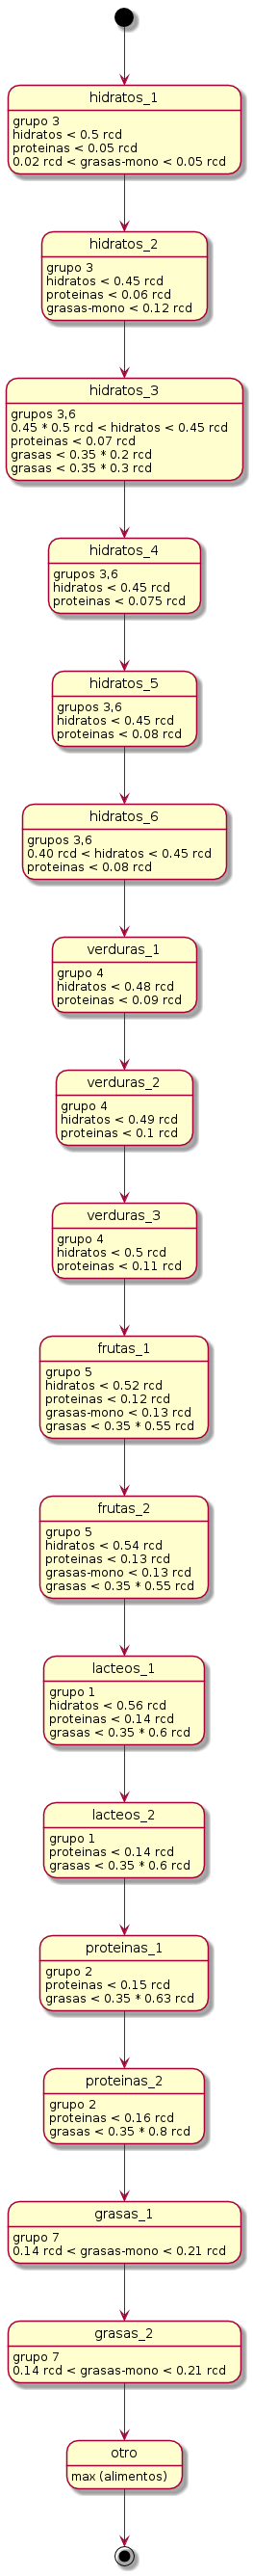 hidratos_1
grupo 3
hidratos < 0.5 rcd
proteinas < 0.05 rcd
0.02 rcd < grasas-mono < 0.05 rcd
hidratos_2
grupo 3
hidratos < 0.45 rcd
proteinas < 0.06 rcd
grasas-mono < 0.12 rcd
hidratos_3
grupos 3,6
0.45 * 0.5 rcd < hidratos < 0.45 rcd
proteinas < 0.07 rcd
grasas < 0.35 * 0.2 rcd
grasas < 0.35 * 0.3 rcd
hidratos_4
grupos 3,6
hidratos < 0.45 rcd
proteinas < 0.075 rcd
hidratos_5
grupos 3,6
hidratos < 0.45 rcd
proteinas < 0.08 rcd
hidratos_6
grupos 3,6
0.40 rcd < hidratos < 0.45 rcd
proteinas < 0.08 rcd
verduras_1
grupo 4
hidratos < 0.48 rcd
proteinas < 0.09 rcd
verduras_2
grupo 4
hidratos < 0.49 rcd
proteinas < 0.1 rcd
verduras_3
grupo 4
hidratos < 0.5 rcd
proteinas < 0.11 rcd
frutas_1
grupo 5
hidratos < 0.52 rcd
proteinas < 0.12 rcd
grasas-mono < 0.13 rcd
grasas < 0.35 * 0.55 rcd
frutas_2
grupo 5
hidratos < 0.54 rcd
proteinas < 0.13 rcd
grasas-mono < 0.13 rcd
grasas < 0.35 * 0.55 rcd
lacteos_1
grupo 1
hidratos < 0.56 rcd
proteinas < 0.14 rcd
grasas < 0.35 * 0.6 rcd
lacteos_2
grupo 1
proteinas < 0.14 rcd
grasas < 0.35 * 0.6 rcd
proteinas_1
grupo 2
proteinas < 0.15 rcd
grasas < 0.35 * 0.63 rcd
proteinas_2
grupo 2
proteinas < 0.16 rcd
grasas < 0.35 * 0.8 rcd
grasas_1
grupo 7
0.14 rcd < grasas-mono < 0.21 rcd
grasas_2
grupo 7
0.14 rcd < grasas-mono < 0.21 rcd
otro
max (alimentos)